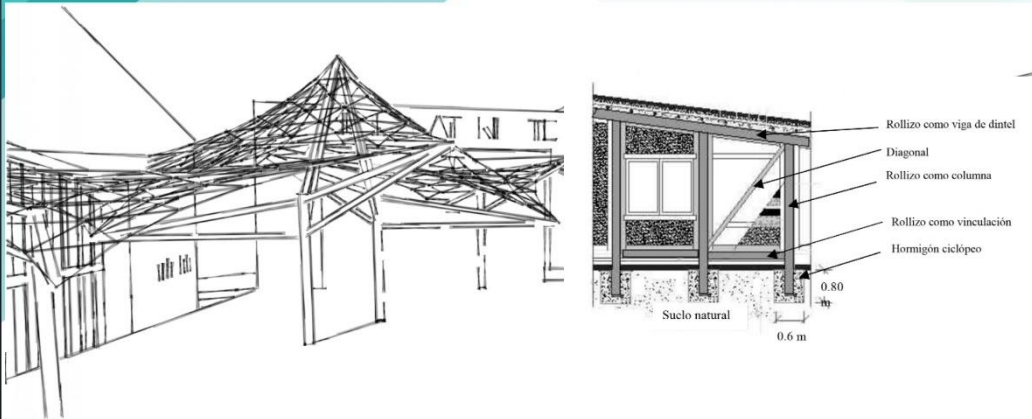 Rollizo como viga de dintel
Diagonal
Rollizo como columna
Rollizo como vinculación
Hormigón ciclópeo
0.80
m
Suelo natural
0.6 m